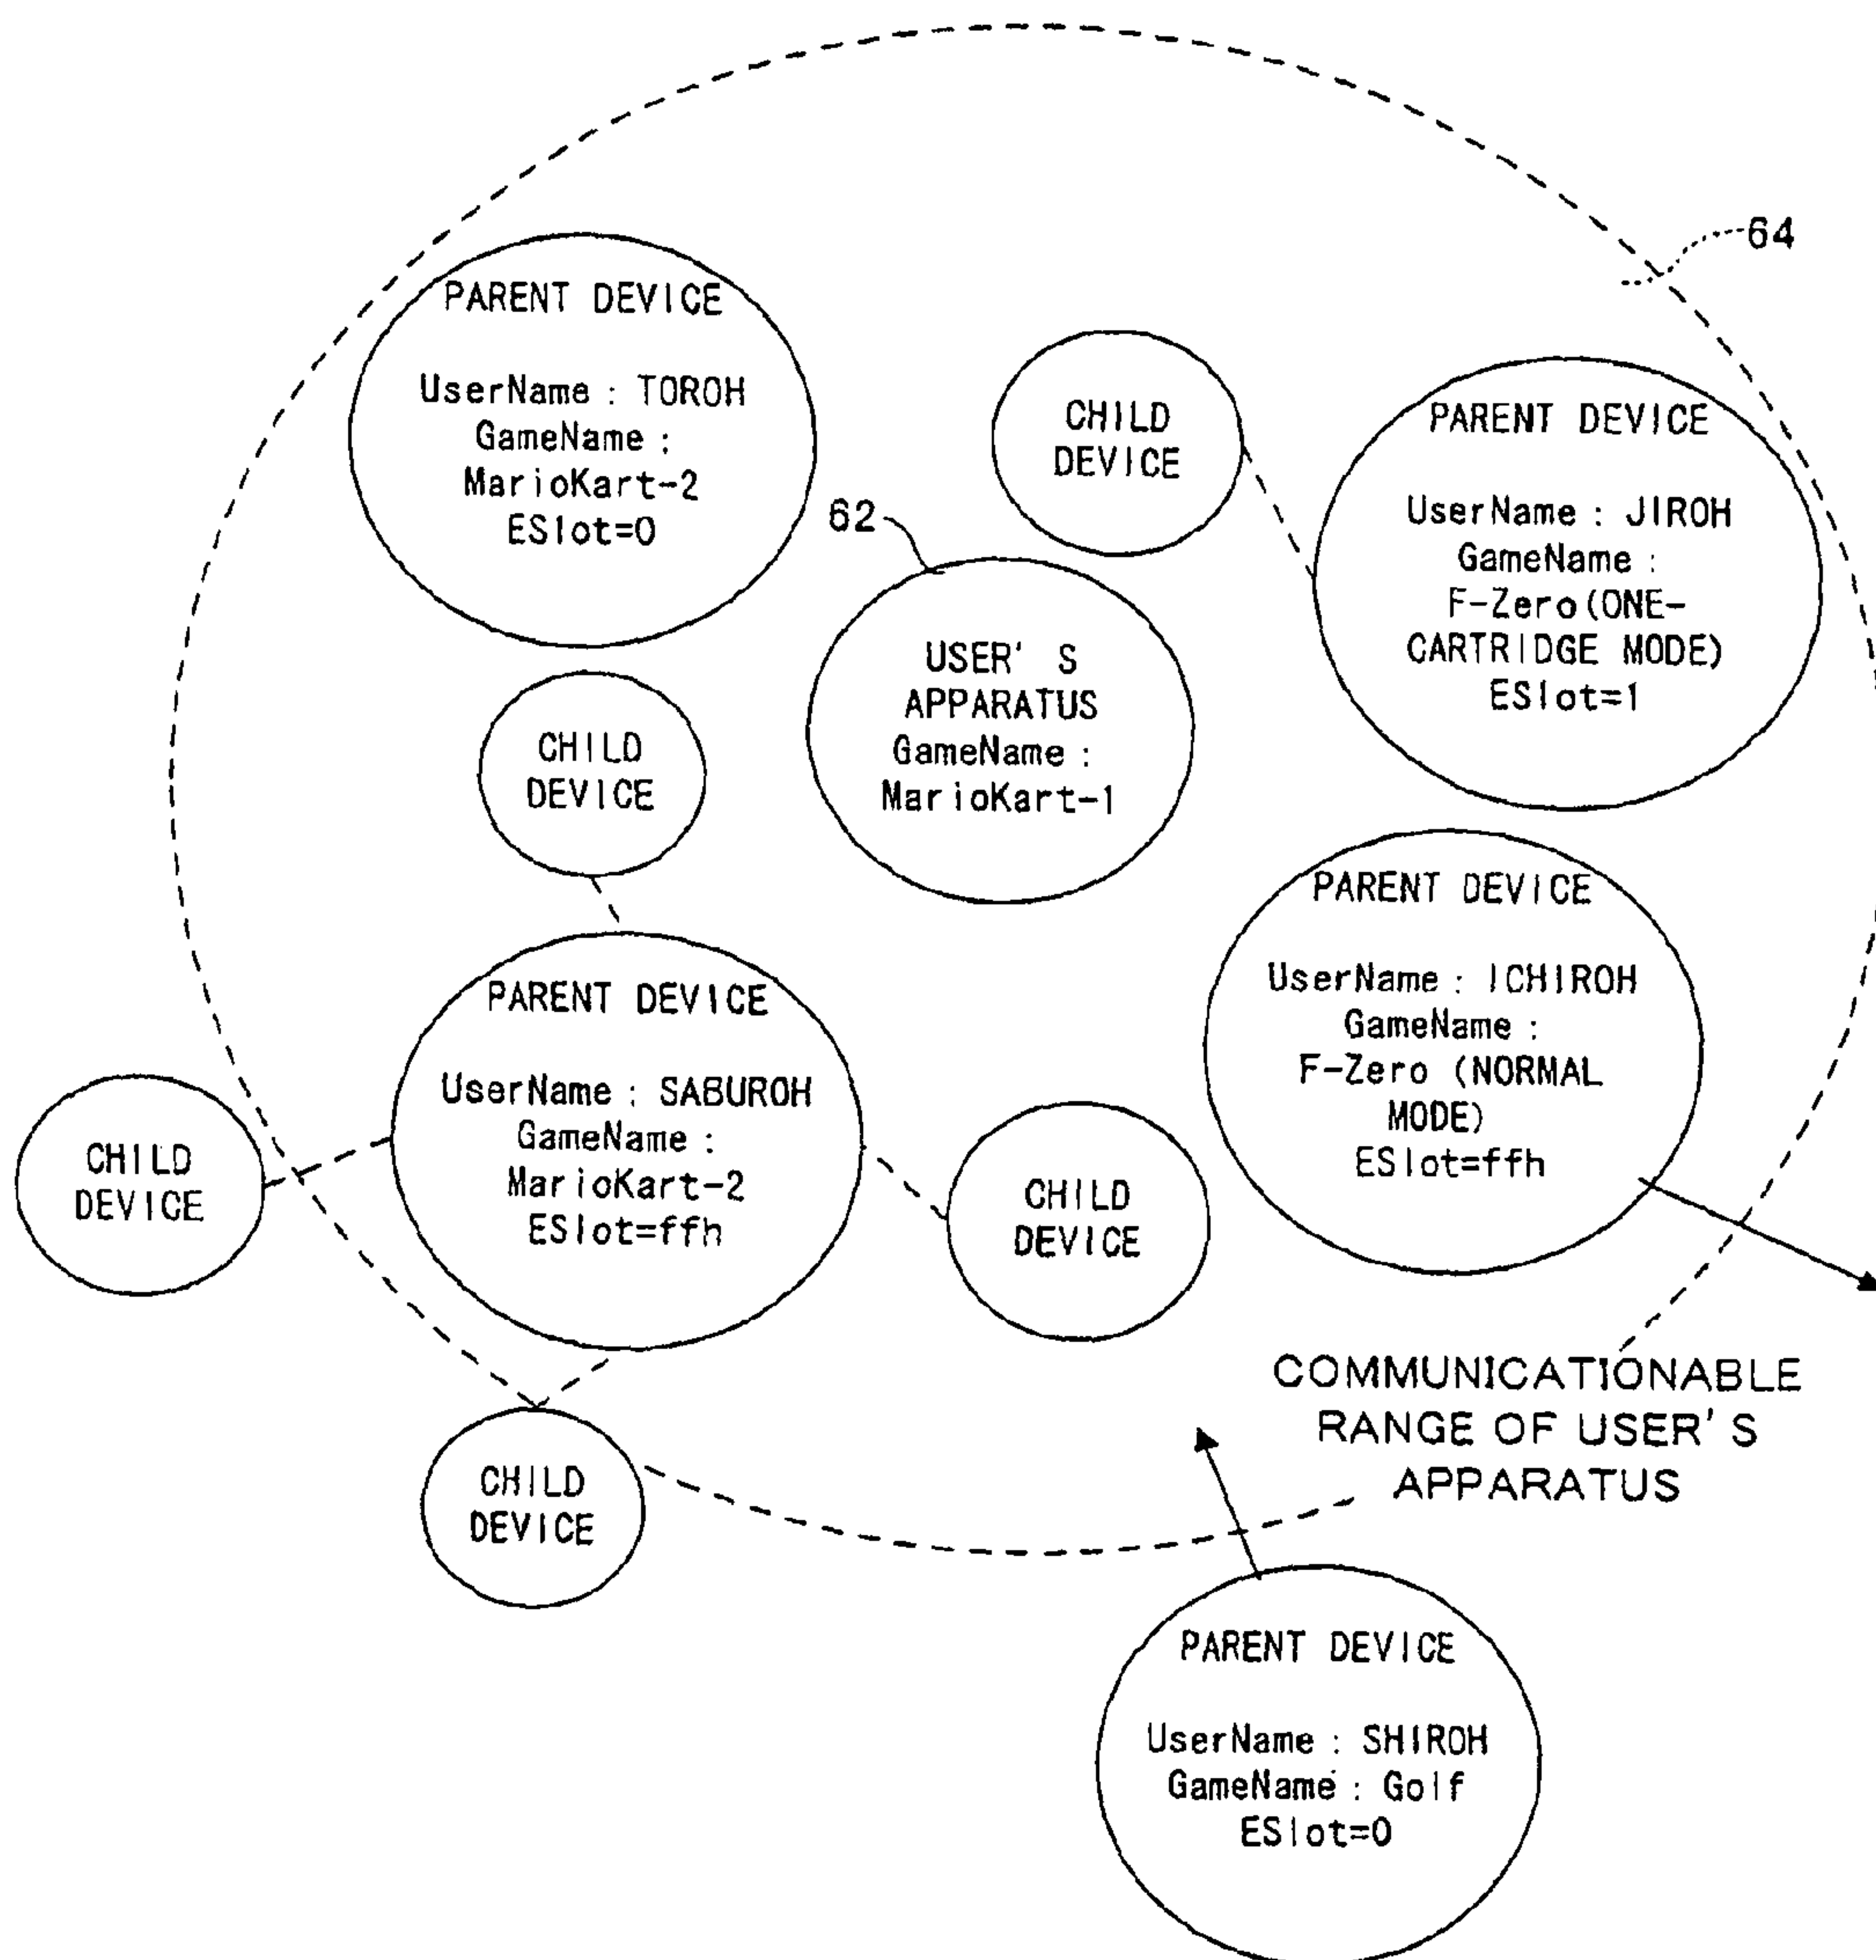 64
PARENT DEVICE
UserName : TOROH
GameName :
MarioKart-2
ESlot=0
CHILD
DEVICE
PARENT DEVICE
UserName : JIROH
GameName :
F-Zero(ONE-
CARTRIDGE MODE)
ESlot=1
62
USER'S
APPARATUS
GameName :
MarioKart-1
CHILD
DEVICE
PARENT DEVICE
UserName : ICHIROH
GameName :
F-Zero (NORMAL
MODE)
ESlot=ffh
PARENT DEVICE
UserName : SABUROH
GameName :
MarioKart-2
ESlot=ffh
CHILD
DEVICE
CHILD
DEVICE
COMMUNICATIONABLE
RANGE OF USER'S
APPARATUS
CHILD
DEVICE
PARENT DEVICE
UserName : SHIROH
GameName : Golf
ESlot=0